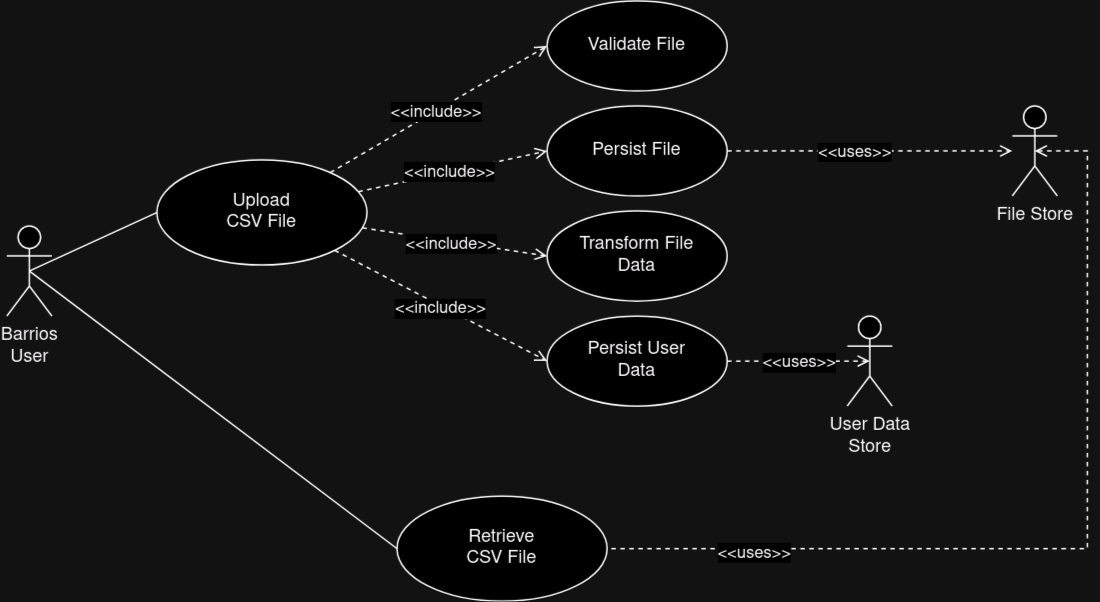 Validate File
<<include>>
Persist File
<<uses>>
<<include>>
Upload
CSV File
File Store
<<include>>
Transform File
Data
<<include>>
Barrios
User
Persist User
Data
<<uses>>
User Data
Store
Retrieve
CSV File
<<uses>>